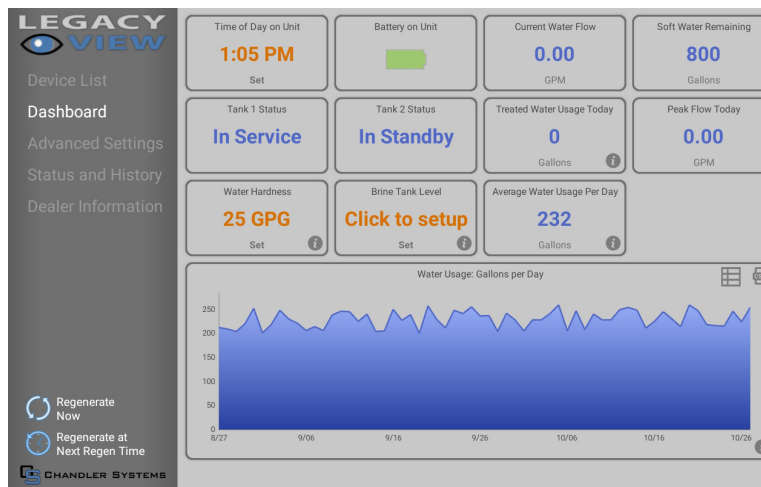 LEGACY
VIEW
Device List
Dashboard
Advanced Settings
Status and History
Dealer Information
Regenerate
Now
Regenerate at
Next Regen Time
CS CHANDLER SYSTEMS
Time of Day on Unit
1:05 PM
Set
Battery on Unit
Current Water Flow
0.00
GPM
Soft Water Remaining
800
Gallons
Tank 1 Status
In Service
Tank 2 Status
In Standby
Treated Water Usage Today
0
Gallons
i
Peak Flow Today
0.00
GPM
Water Hardness
25 GPG
Set
i
Brine Tank Level
Click to setup
Set
i
Average Water Usage Per Day
232
Gallons
i
Water Usage: Gallons per Day
250
200
150
100
50
0
8/27 9/06 9/16 9/26 10/06 10/16 10/26